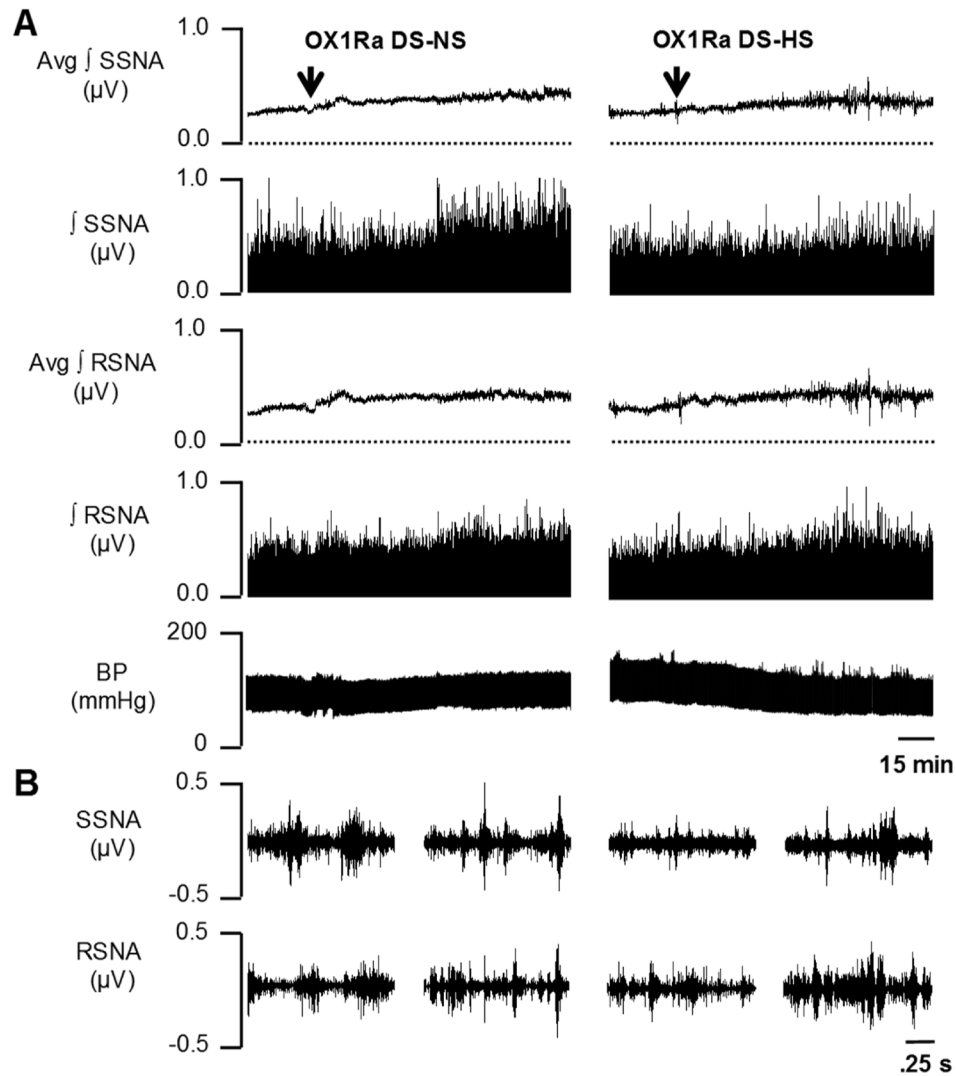 A
OX1Ra DS-NS
OX1Ra DS-HS
Avg ∫ SSNA
(µV)
1.0
0.0
∫ SSNA
(µV)
1.0
0.0
Avg ∫ RSNA
(µV)
1.0
0.0
∫ RSNA
(µV)
1.0
0.0
BP
(mmHg)
200
0
15 min
B
SSNA
(µV)
0.5
-0.5
RSNA
(µV)
0.5
-0.5
.25 s